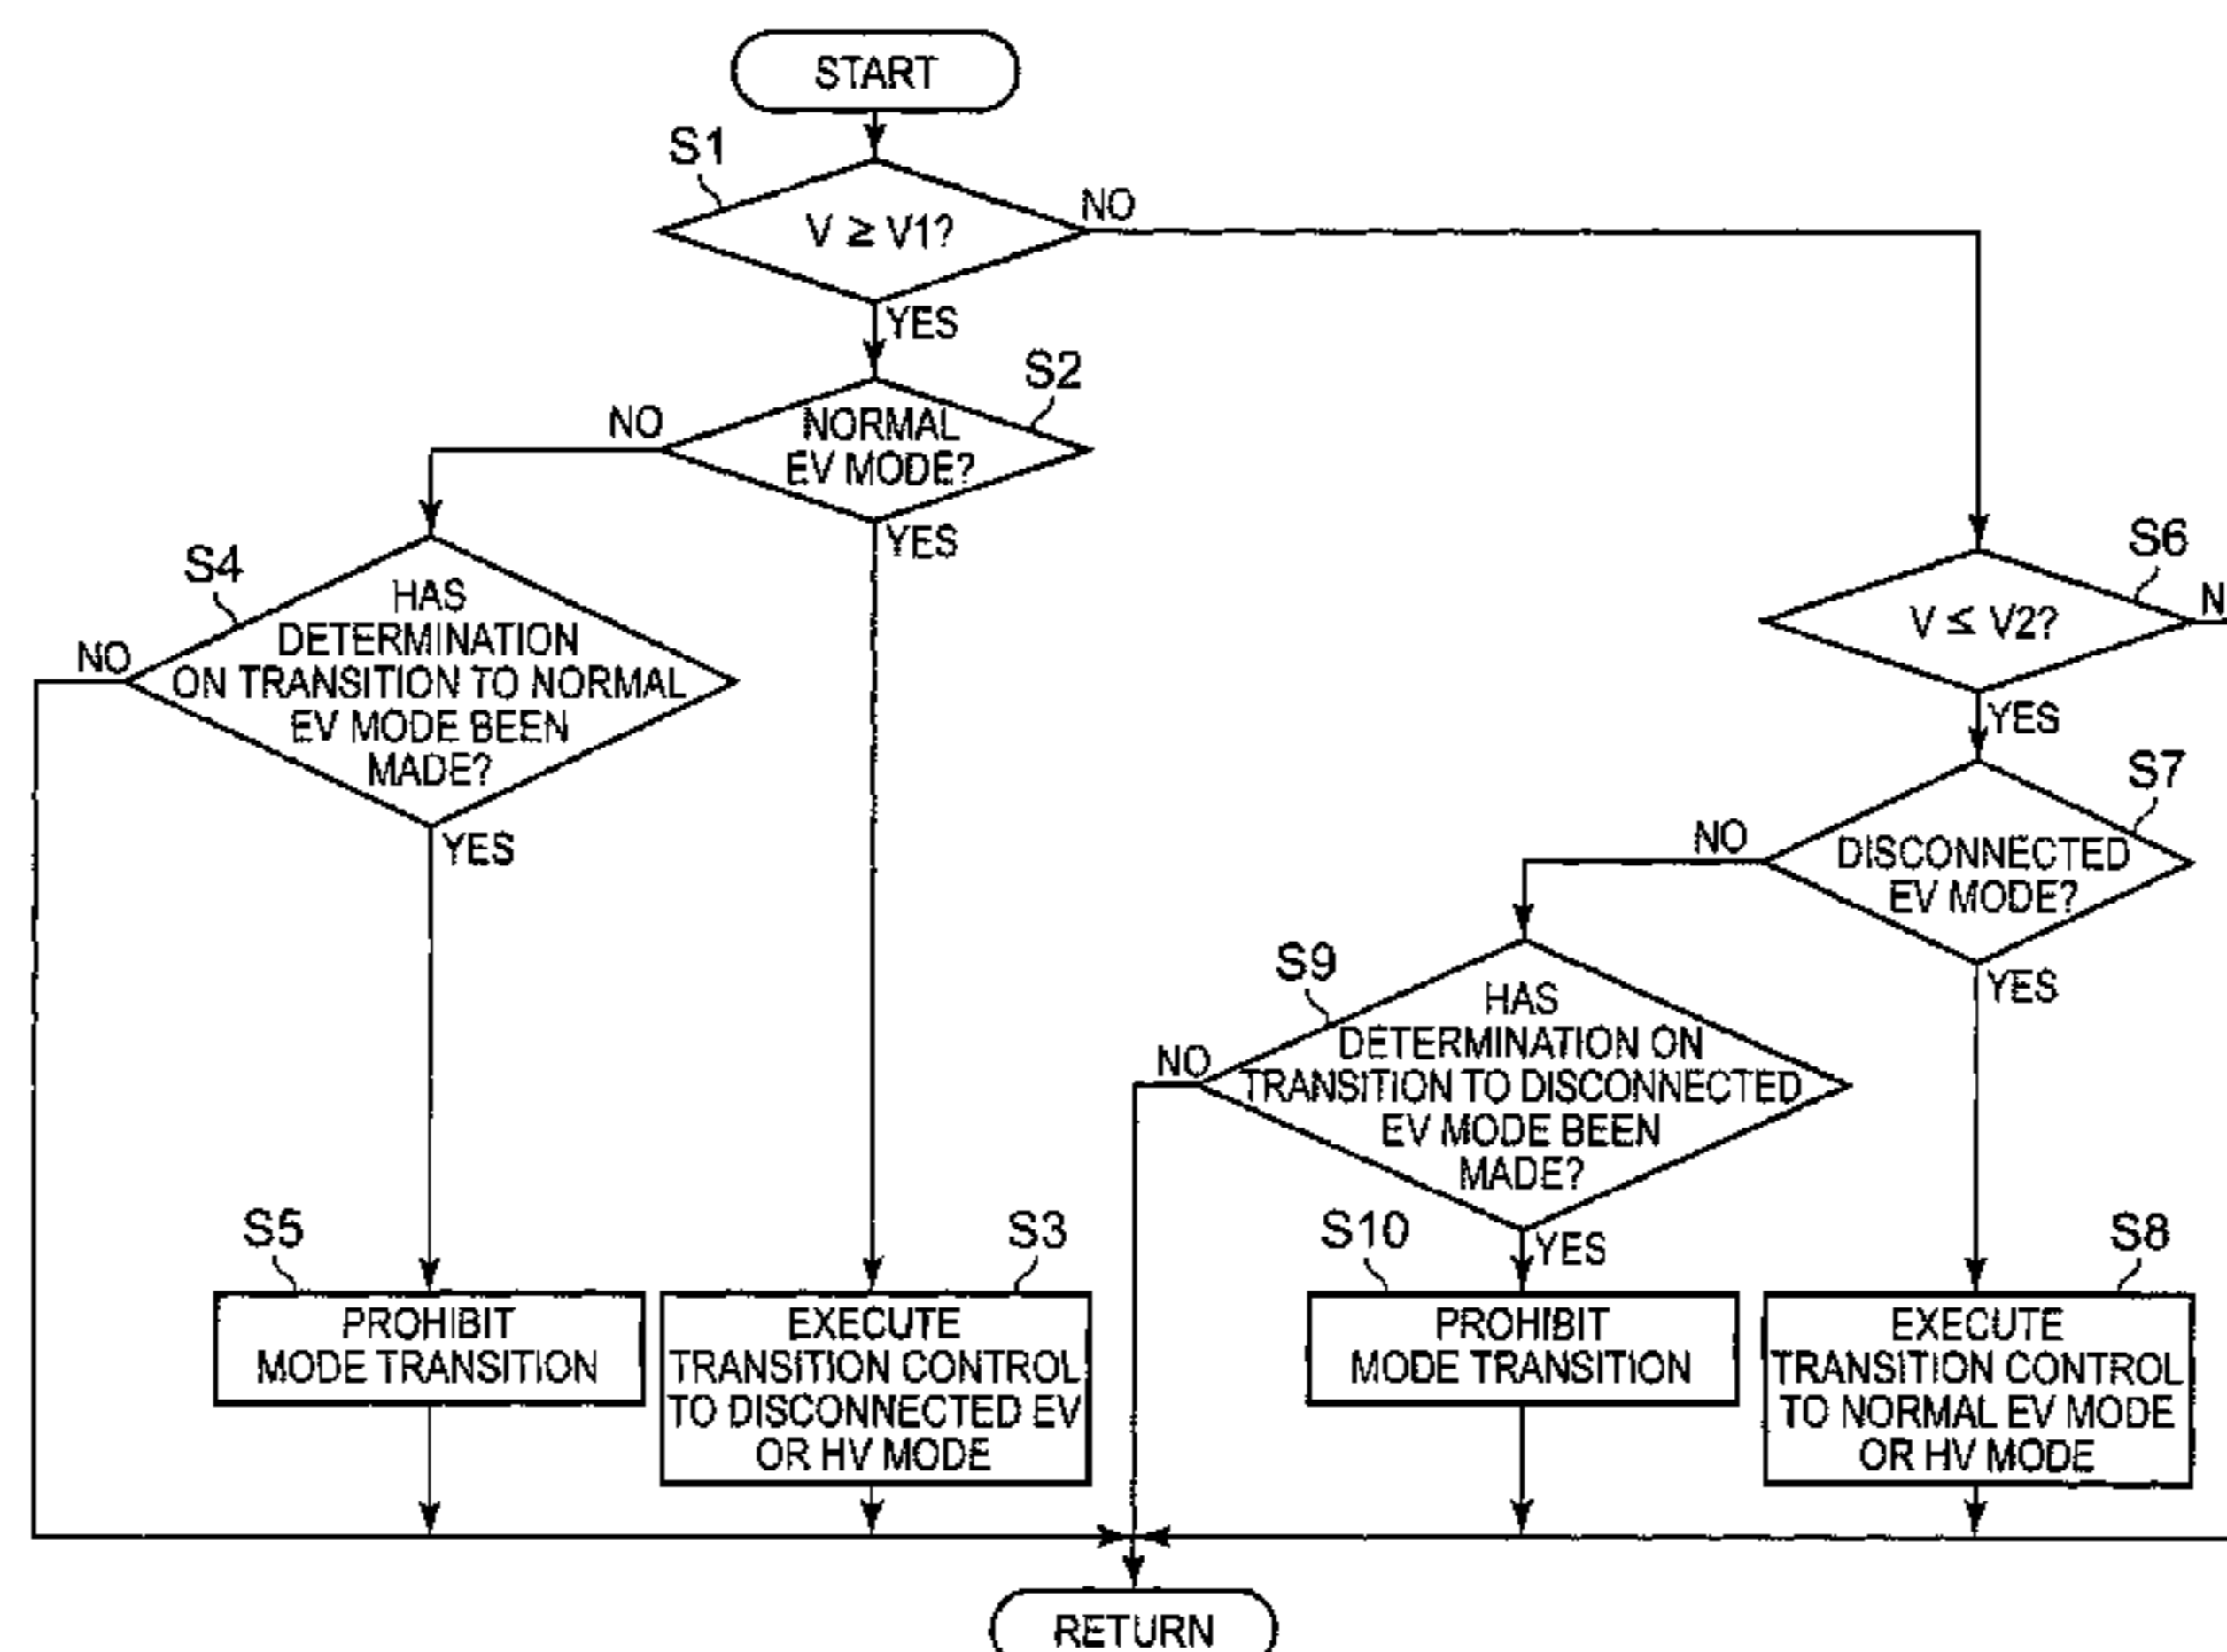 START
S1
V ≥ V1?
NO
YES
S2
NORMAL
EV MODE?
NO
YES
S4
HAS
DETERMINATION
ON TRANSITION TO NORMAL
EV MODE BEEN
MADE?
NO
YES
S6
V ≤ V2?
N
YES
S7
DISCONNECTED
EV MODE?
NO
YES
S9
HAS
DETERMINATION ON
TRANSITION TO DISCONNECTED
EV MODE BEEN
MADE?
NO
YES
S5
PROHIBIT
MODE TRANSITION
S3
EXECUTE
TRANSITION CONTROL
TO DISCONNECTED EV
OR HV MODE
S10
PROHIBIT
MODE TRANSITION
S8
EXECUTE
TRANSITION CONTROL
TO NORMAL EV MODE
OR HV MODE
RETURN